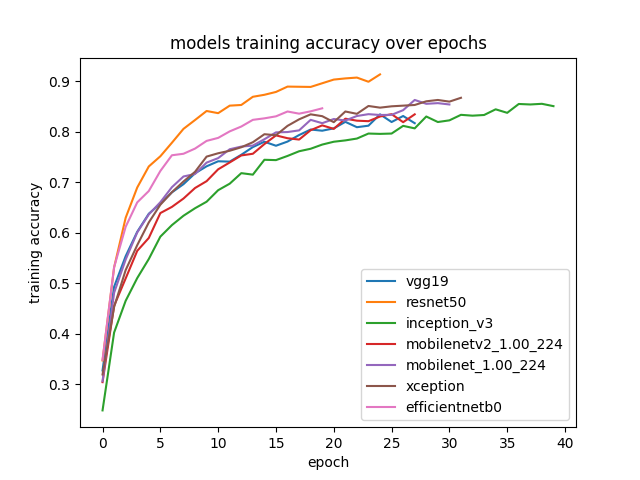 models training accuracy over epochs
training accuracy
0.9
0.8
0.7
0.6
0.5
0.4
0.3
vgg19
resnet50
inception_v3
mobilenetv2_1.00_224
mobilenet_1.00_224
xception
efficientnetb0
0 5 10 15 20 25 30 35 40
epoch